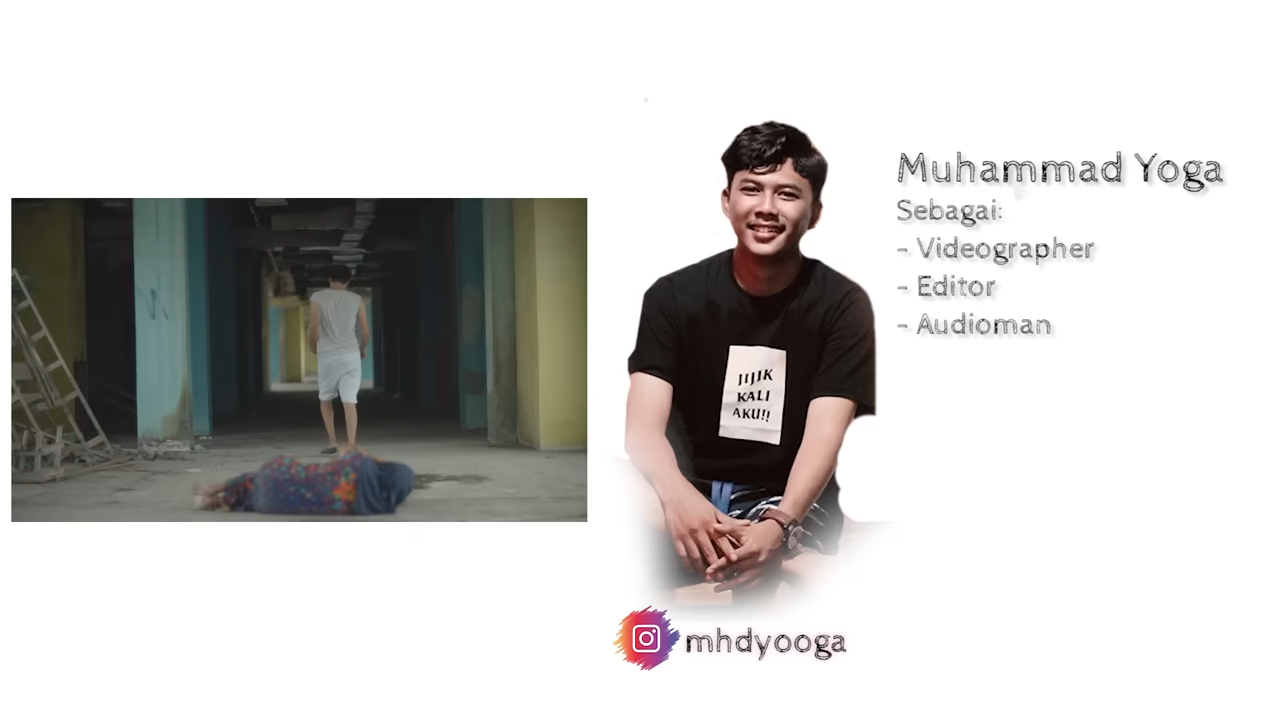 Muhammad Yoga
Sebagai:
- Videographer
- Editor
- Audioman
JIJIK
KALI
AKU!!
mhdyooga